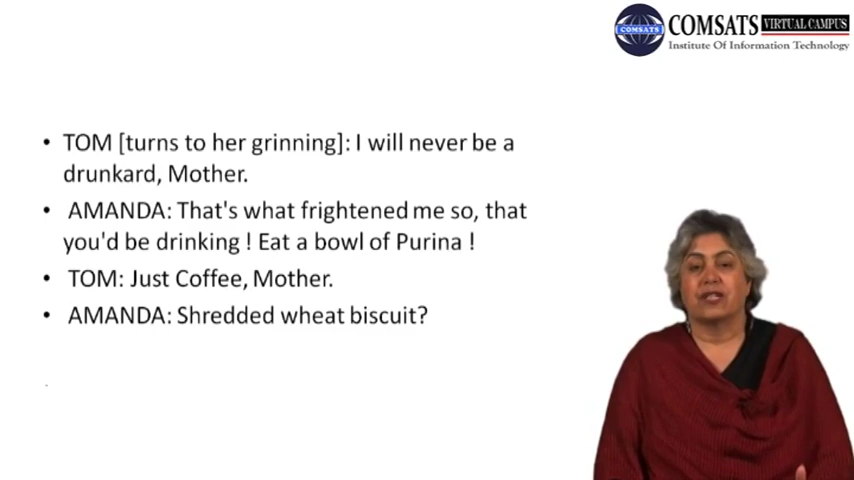 COMSATS
COMSATS VIRTUAL CAMPUS
Institute Of Information Technology
• TOM [turns to her grinning]: I will never be a
drunkard, Mother.
• AMANDA: That's what frightened me so, that
you'd be drinking ! Eat a bowl of Purina !
• TOM: Just Coffee, Mother.
• AMANDA: Shredded wheat biscuit?